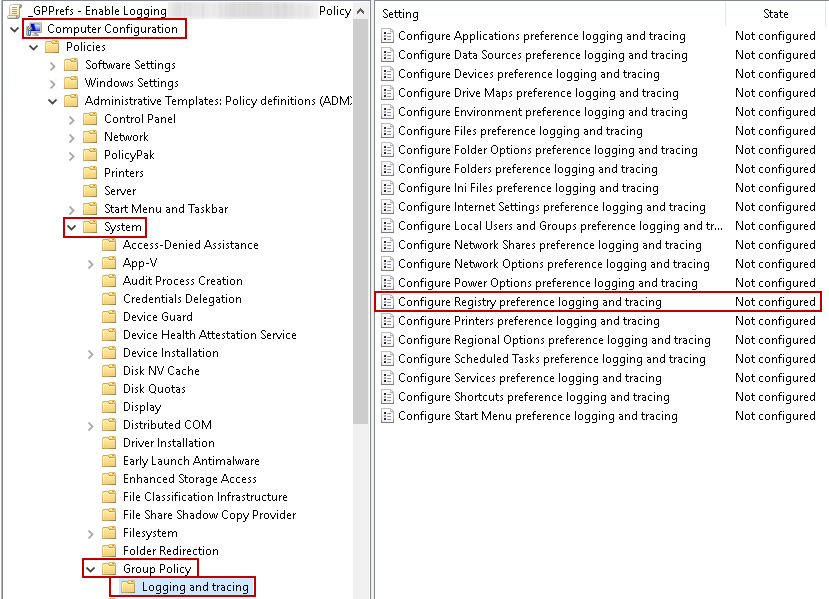 _GPPrefs - Enable Logging Policy
Computer Configuration
Policies
Software Settings
Windows Settings
Administrative Templates: Policy definitions (ADMX
Control Panel
Network
PolicyPak
Printers
Server
Start Menu and Taskbar
System
Access-Denied Assistance
App-V
Audit Process Creation
Credentials Delegation
Device Guard
Device Health Attestation Service
Device Installation
Disk NV Cache
Disk Quotas
Display
Distributed COM
Driver Installation
Early Launch Antimalware
Enhanced Storage Access
File Classification Infrastructure
File Share Shadow Copy Provider
Filesystem
Folder Redirection
Group Policy
Logging and tracing
Setting State
Configure Applications preference logging and tracing Not configured
Configure Data Sources preference logging and tracing Not configured
Configure Devices preference logging and tracing Not configured
Configure Drive Maps preference logging and tracing Not configured
Configure Environment preference logging and tracing Not configured
Configure Files preference logging and tracing Not configured
Configure Folder Options preference logging and tracing Not configured
Configure Folders preference logging and tracing Not configured
Configure Ini Files preference logging and tracing Not configured
Configure Internet Settings preference logging and tracing Not configured
Configure Local Users and Groups preference logging and tr... Not configured
Configure Network Shares preference logging and tracing Not configured
Configure Network Options preference logging and tracing Not configured
Configure Power Options preference logging and tracing Not configured
Configure Registry preference logging and tracing Not configured
Configure Printers preference logging and tracing Not configured
Configure Regional Options preference logging and tracing Not configured
Configure Scheduled Tasks preference logging and tracing Not configured
Configure Services preference logging and tracing Not configured
Configure Shortcuts preference logging and tracing Not configured
Configure Start Menu preference logging and tracing Not configured